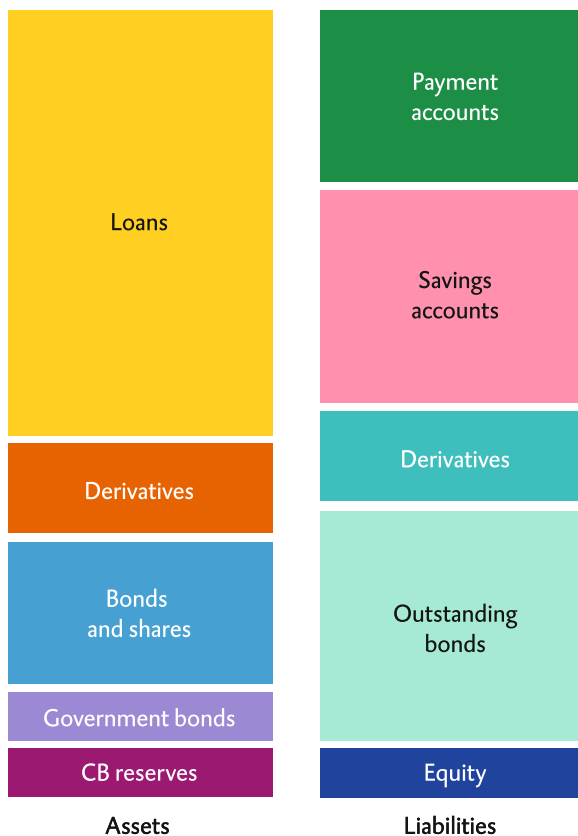 Loans
Derivatives
Bonds
and shares
Government bonds
CB reserves
Assets
Payment
accounts
Savings
accounts
Derivatives
Outstanding
bonds
Equity
Liabilities